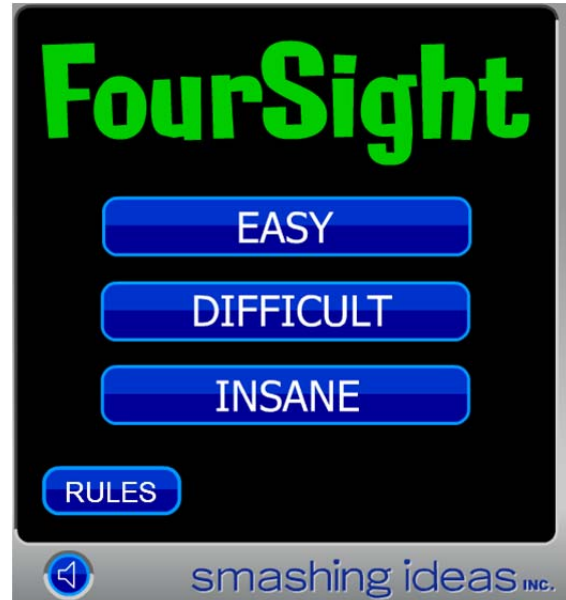 FourSight
EASY
DIFFICULT
INSANE
RULES
smashing ideas INC.